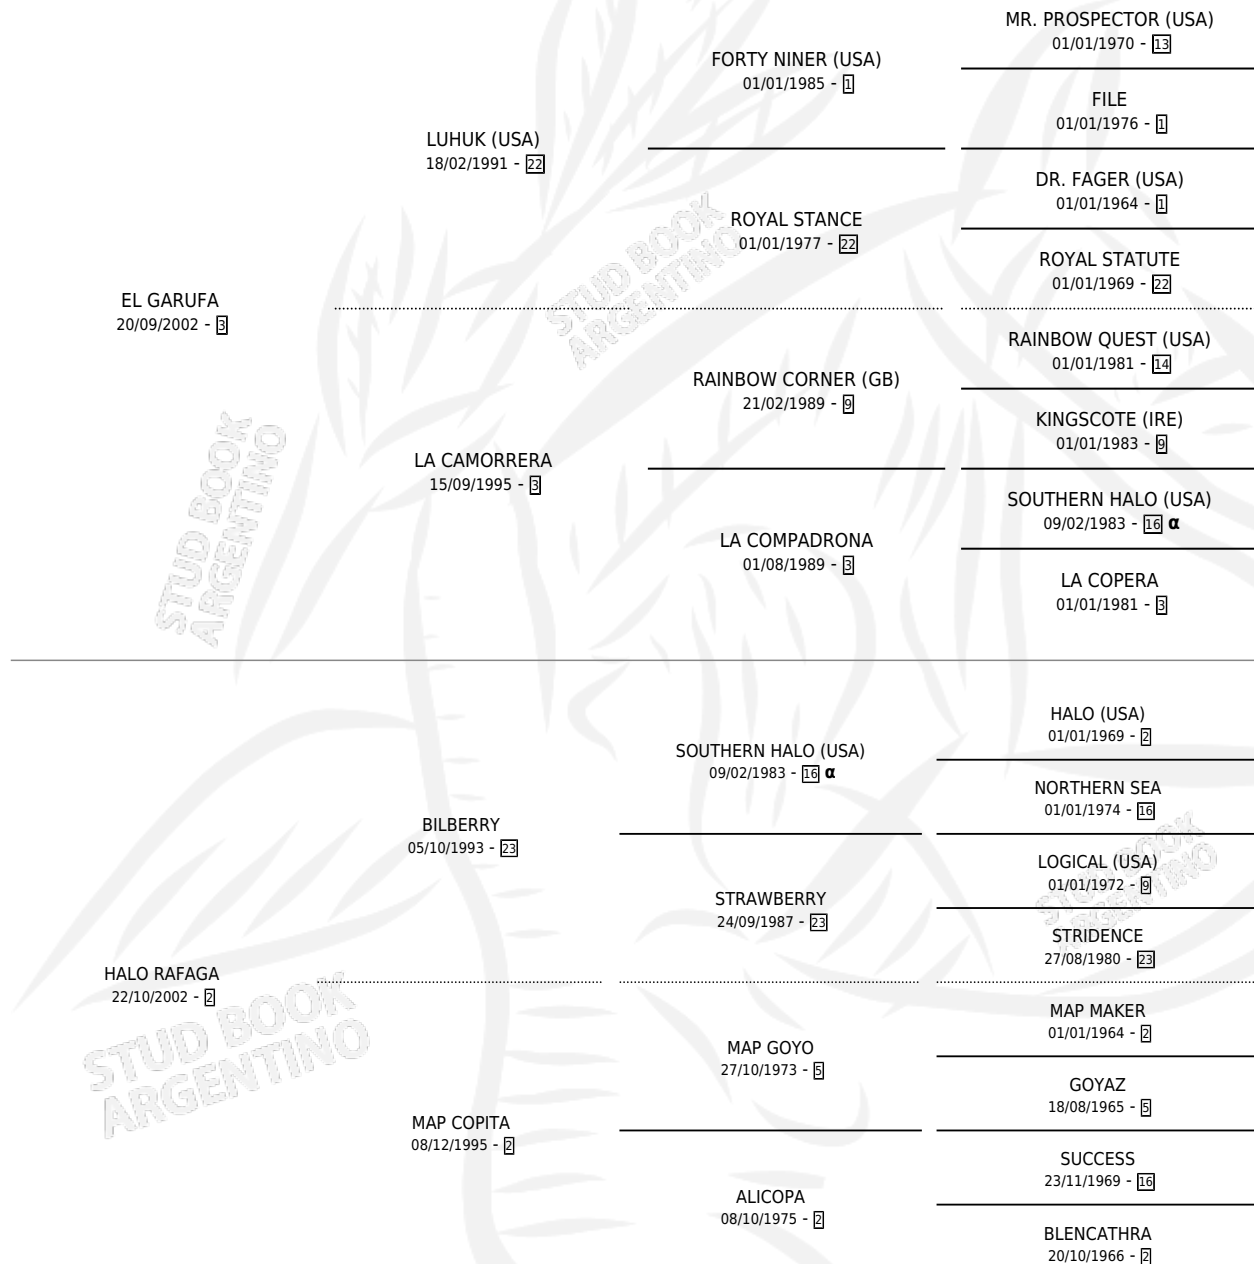 MR. PROSPECTOR (USA)
01/01/1970 - 13
FORTY NINER (USA)
01/01/1985 - 1
FILE
01/01/1976 - 1
LUHUK (USA)
18/02/1991 - 22
DR. FAGER (USA)
01/01/1964 - 1
ROYAL STANCE
01/01/1977 - 22
ROYAL STATUTE
01/01/1969 - 22
EL GARUFA
20/09/2002 - 3
RAINBOW QUEST (USA)
01/01/1981 - 14
RAINBOW CORNER (GB)
21/02/1989 - 9
KINGSCOTE (IRE)
01/01/1983 - 9
LA CAMORRERA
15/09/1995 - 3
SOUTHERN HALO (USA)
09/02/1983 - 16 α
LA COMPADRONA
01/08/1989 - 3
LA COPERA
01/01/1981 - 3
HALO (USA)
01/01/1969 - 2
SOUTHERN HALO (USA)
09/02/1983 - 16 α
NORTHERN SEA
01/01/1974 - 16
BILBERRY
05/10/1993 - 23
LOGICAL (USA)
01/01/1972 - 9
STRAWBERRY
24/09/1987 - 23
STRIDENCE
27/08/1980 - 23
HALO RAFAGA
22/10/2002 - 2
MAP MAKER
01/01/1964 - 2
MAP GOYO
27/10/1973 - 5
GOYAZ
18/08/1965 - 5
MAP COPITA
08/12/1995 - 2
SUCCESS
23/11/1969 - 16
ALICOPA
08/10/1975 - 2
BLENCATHRA
20/10/1966 - 2
STUD BOOK
ARGENTINO
STUD BOOK
ARGENTINO
STUD BOOK
ARGENTINO
STUD BOOK
ARGENTINO